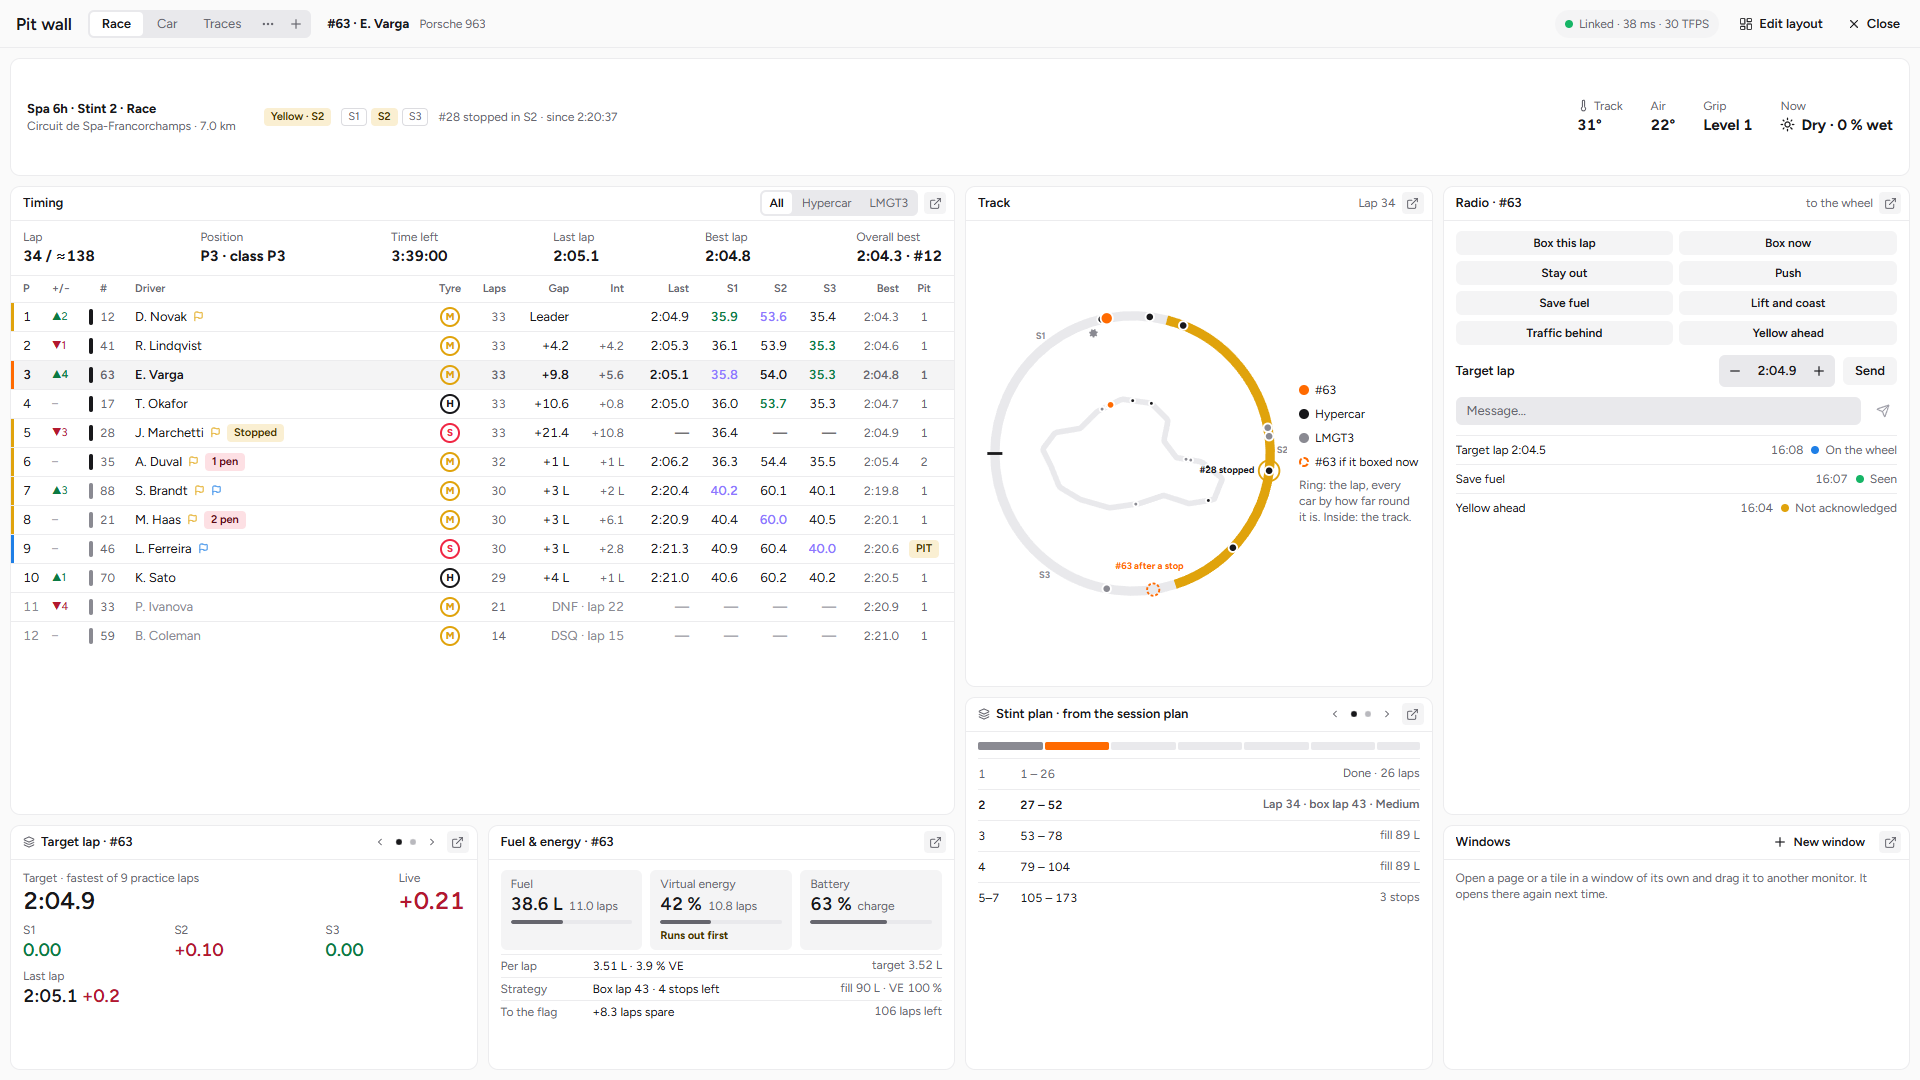 Pit wall
Race Car Traces ··· +
#63 · E. Varga Porsche 963
Linked · 38 ms · 30 TFPS
Edit layout
Close
Spa 6h · Stint 2 · Race
Circuit de Spa-Francorchamps · 7.0 km
Yellow · S2 S1 S2 S3 #28 stopped in S2 · since 2:20:37
Track Air Grip Now
31° 22° Level 1 Dry · 0 % wet
Timing
All Hypercar LMGT3
Lap Position Time left Last lap Best lap Overall best
34 / ≈138 P3 · class P3 3:39:00 2:05.1 2:04.8 2:04.3 · #12
P +/− # Driver Tyre Laps Gap Int Last S1 S2 S3 Best Pit
1 ▲2 12 D. Novak M 33 Leader 2:04.9 35.9 53.6 35.4 2:04.3 1
2 ▼1 41 R. Lindqvist M 33 +4.2 +4.2 2:05.3 36.1 53.9 35.3 2:04.6 1
3 ▲4 63 E. Varga M 33 +9.8 +5.6 2:05.1 35.8 54.0 35.3 2:04.8 1
4 – 17 T. Okafor H 33 +10.6 +0.8 2:05.0 36.0 53.7 35.3 2:04.7 1
5 ▼3 28 J. Marchetti Stopped S 33 +21.4 +10.8 — 36.4 — — 2:04.9 1
6 – 35 A. Duval 1 pen M 32 +1 L +1 L 2:06.2 36.3 54.4 35.5 2:05.4 2
7 ▲3 88 S. Brandt M 30 +3 L +2 L 2:20.4 40.2 60.1 40.1 2:19.8 1
8 – 21 M. Haas 2 pen M 30 +3 L +6.1 2:20.9 40.4 60.0 40.5 2:20.1 1
9 – 46 L. Ferreira S 30 +3 L +2.8 2:21.3 40.9 60.4 40.0 2:20.6 PIT
10 ▲1 70 K. Sato H 29 +4 L +1 L 2:21.0 40.6 60.2 40.2 2:20.5 1
11 ▼4 33 P. Ivanova M 21 DNF · lap 22 — — — — 2:20.9 1
12 – 59 B. Coleman M 14 DSQ · lap 15 — — — — 2:21.0 1
Track
Lap 34
S1
S2
S3
#28 stopped
#63 after a stop
#63
Hypercar
LMGT3
#63 if it boxed now
Ring: the lap, every
car by how far round
it is. Inside: the track.
Radio · #63
to the wheel
Box this lap Box now
Stay out Push
Save fuel Lift and coast
Traffic behind Yellow ahead
Target lap − 2:04.9 + Send
Message...
Target lap 2:04.5 16:08 On the wheel
Save fuel 16:07 Seen
Yellow ahead 16:04 Not acknowledged
Stint plan · from the session plan
1 1 – 26 Done · 26 laps
2 27 – 52 Lap 34 · box lap 43 · Medium
3 53 – 78 fill 89 L
4 79 – 104 fill 89 L
5–7 105 – 173 3 stops
Target lap · #63
Target · fastest of 9 practice laps Live
2:04.9 +0.21
S1 S2 S3
0.00 +0.10 0.00
Last lap
2:05.1 +0.2
Fuel & energy · #63
Fuel Virtual energy Battery
38.6 L 11.0 laps 42 % 10.8 laps 63 % charge
Runs out first
Per lap 3.51 L · 3.9 % VE target 3.52 L
Strategy Box lap 43 · 4 stops left fill 90 L · VE 100 %
To the flag +8.3 laps spare 106 laps left
Windows
+ New window
Open a page or a tile in a window of its own and drag it to another monitor. It
opens there again next time.